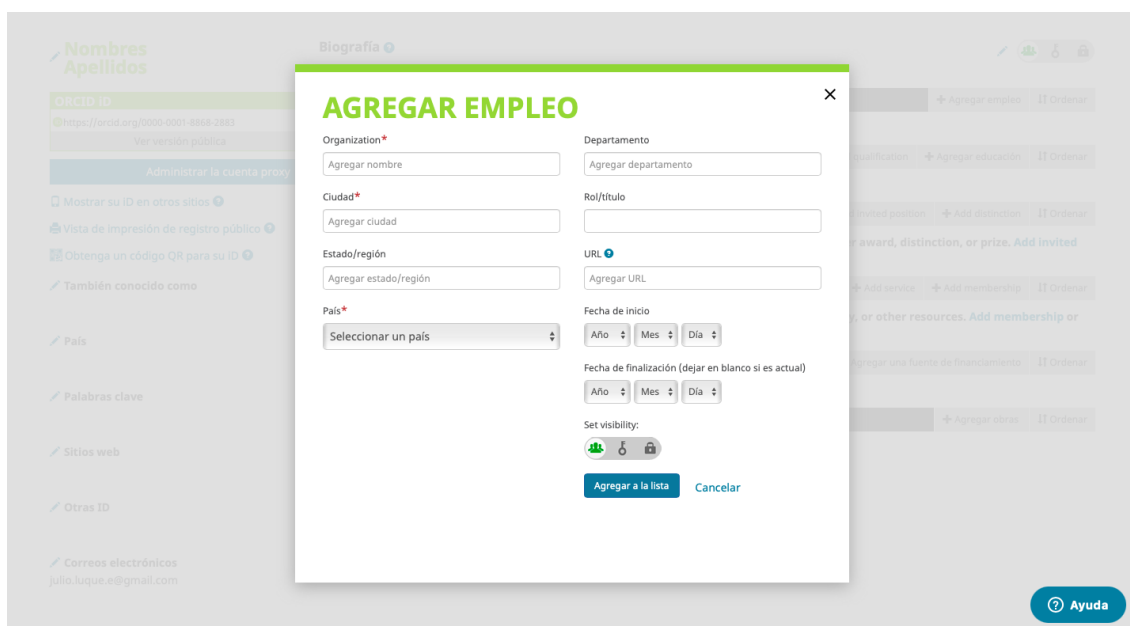 Nombres
Apellidos
ORCID ID
https://orcid.org/0000-0001-8868-2883
Ver versión pública
Administrar la cuenta proxy
Mostrar su ID en otros sitios
Vista de impresión de registro público
Obtenga un código QR para su ID
También conocido como
País
Palabras clave
Sitios web
Otras ID
Correos electrónicos
julio.luque.e@gmail.com
Biografía
AGREGAR EMPLEO
Organization*
Agregar nombre
Ciudad*
Agregar ciudad
Estado/región
Agregar estado/región
País*
Seleccionar un país
Departamento
Agregar departamento
Rol/título
URL
Agregar URL
Fecha de inicio
Año Mes Día
Fecha de finalización (dejar en blanco si es actual)
Año Mes Día
Set visibility:
Agregar a la lista Cancelar
Agregar empleo Ordenar
qualification Agregar educación Ordenar
invited position Add distinction Ordenar
award, distinction, or prize. Add invited
Add service Add membership Ordenar
, or other resources. Add membership or
Agregar una fuente de financiamiento Ordenar
Agregar obras Ordenar
Ayuda